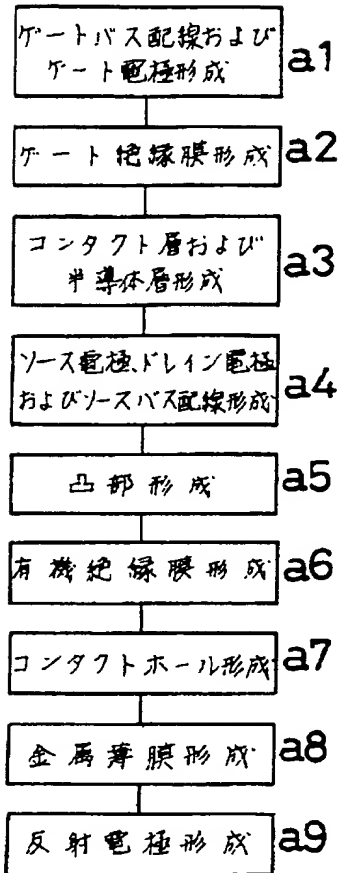 ゲートバス配線および
ゲート電極形成
a1
ゲート絶縁膜形成
a2
コンタクト層および
半導体層形成
a3
ソース電極、ドレイン電極
およびソースバス配線形成
a4
凸部形成
a5
有機絶縁膜形成
a6
コンタクトホール形成
a7
金属薄膜形成
a8
反射電極形成
a9